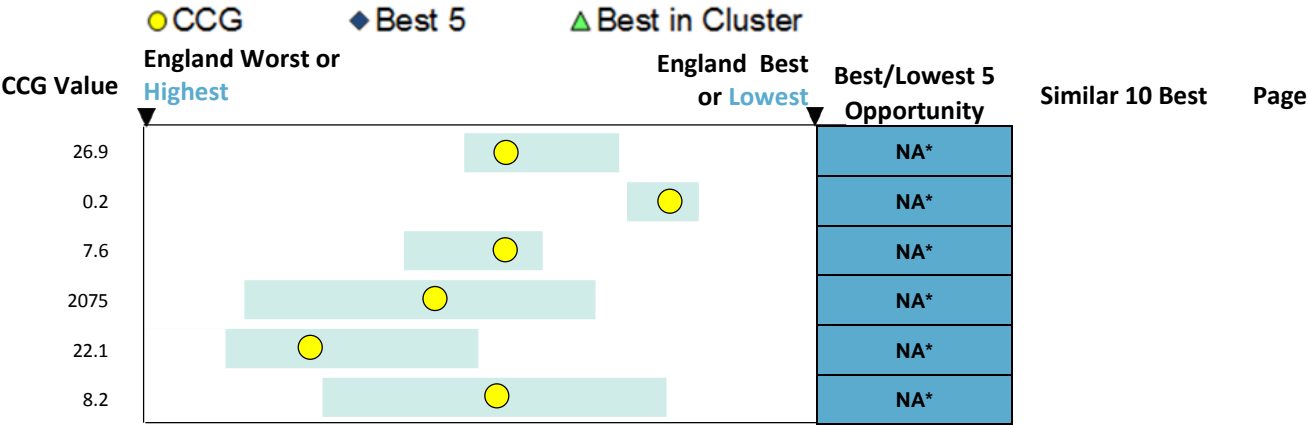 CCG Best 5 Best in Cluster
CCG Value
England Worst or
Highest
England Best
or Lowest
Best/Lowest 5
Opportunity
Similar 10 Best
Page
26.9 NA*
0.2 NA*
7.6 NA*
2075 NA*
22.1 NA*
8.2 NA*